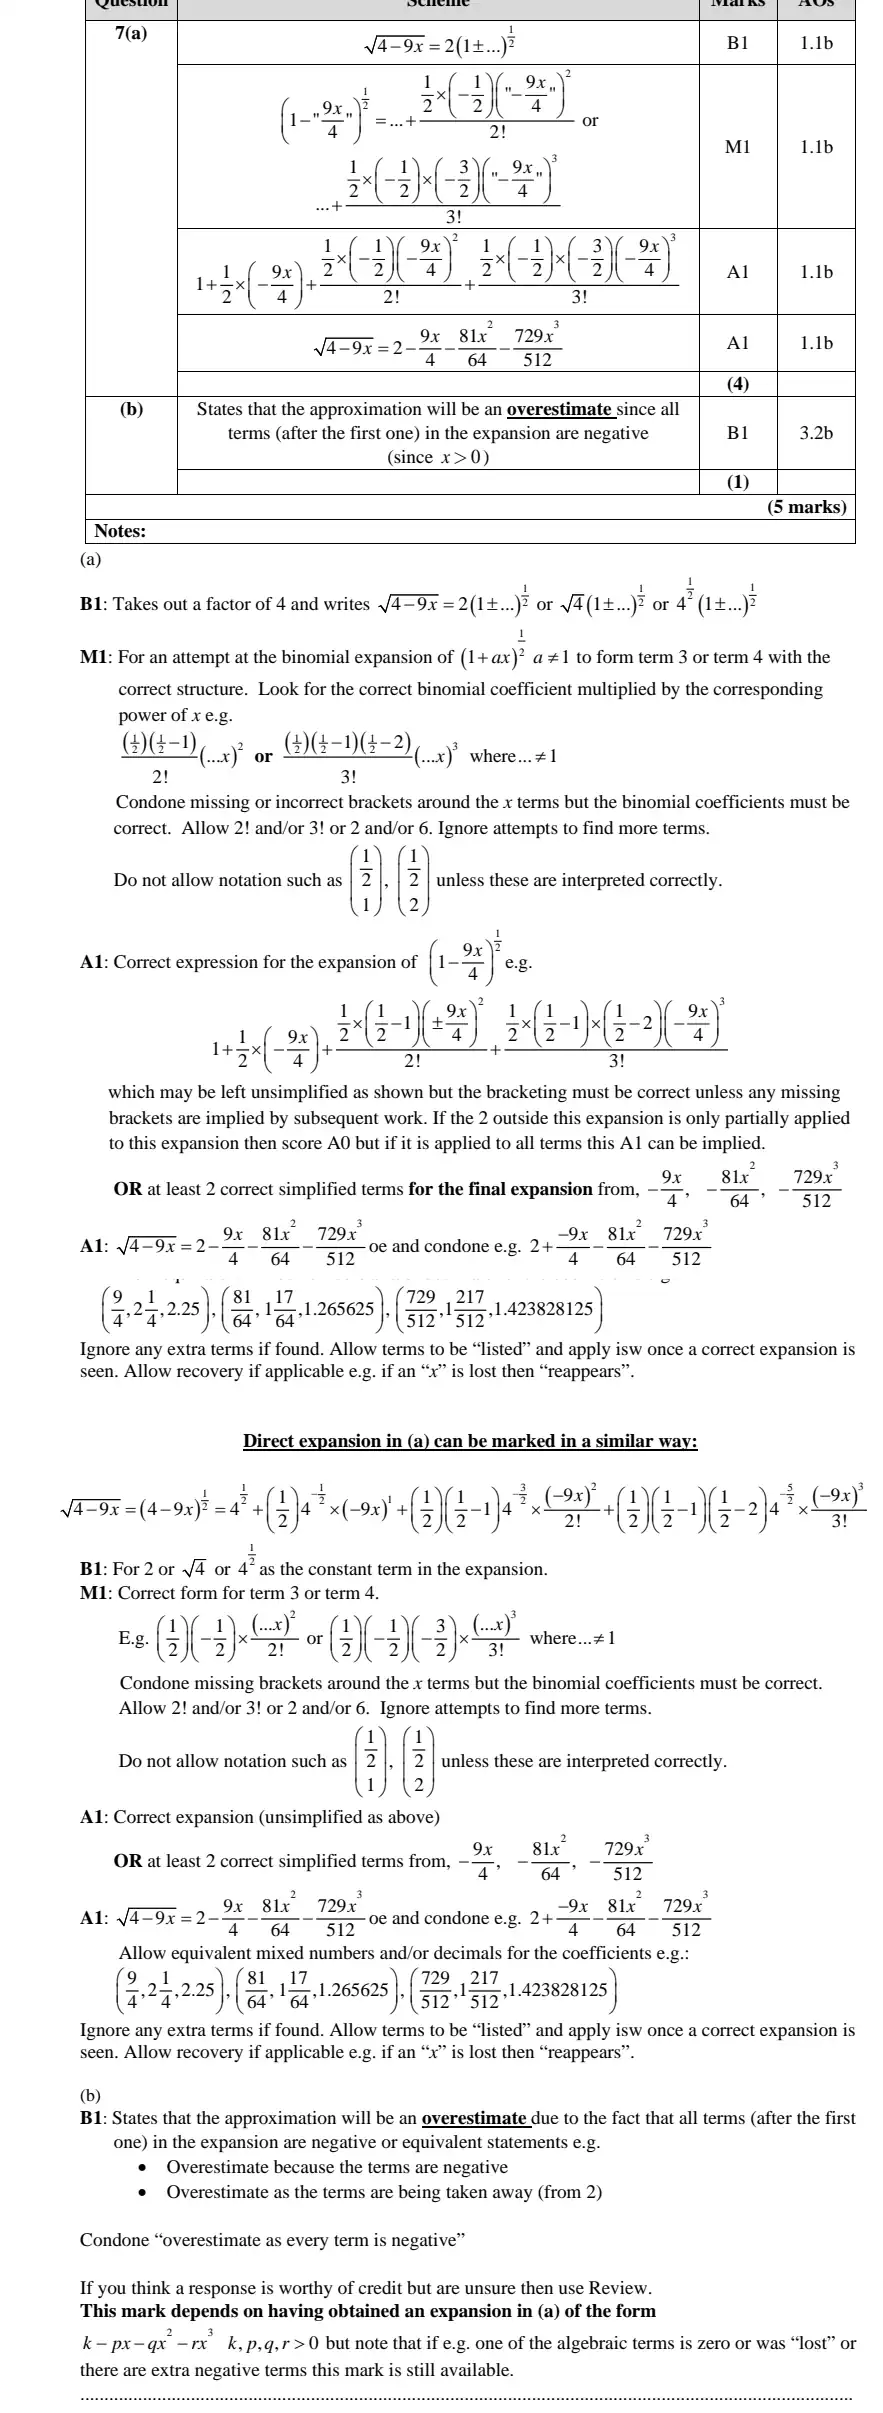 Question Scheme Marks AOs
7(a) √(4−9x) = 2(1±...)^(1/2) B1 1.1b
(1−"9x/4")^(1/2) = ...+ (1/2×(−1/2)("−9x/4")^2)/2! or
...+ (1/2×(−1/2)×(−3/2)("−9x/4")^3)/3! M1 1.1b
1+1/2×(−9x/4)+(1/2×(−1/2)(−9x/4)^2)/2!+(1/2×(−1/2)×(−3/2)(−9x/4)^3)/3! A1 1.1b
√(4−9x) = 2−9x/4−81x^2/64−729x^3/512 A1 1.1b
(4)
(b) States that the approximation will be an overestimate since all
terms (after the first one) in the expansion are negative
(since x > 0) B1 3.2b
(1)
(5 marks)
Notes:
(a)
B1: Takes out a factor of 4 and writes √(4−9x) = 2(1±...)^(1/2) or √4(1±...)^(1/2) or 4^(1/2)(1±...)^(1/2)
M1: For an attempt at the binomial expansion of (1+ax)^(1/2) a ≠ 1 to form term 3 or term 4 with the
correct structure. Look for the correct binomial coefficient multiplied by the corresponding
power of x e.g.
((1/2)(1/2−1))/2! (...x)^2 or ((1/2)(1/2−1)(1/2−2))/3! (...x)^3 where... ≠ 1
Condone missing or incorrect brackets around the x terms but the binomial coefficients must be
correct. Allow 2! and/or 3! or 2 and/or 6. Ignore attempts to find more terms.
Do not allow notation such as (1/2 1), (1/2 2) unless these are interpreted correctly.
A1: Correct expression for the expansion of (1−9x/4)^(1/2) e.g.
1+1/2×(−9x/4)+(1/2×(1/2−1)(±9x/4)^2)/2!+(1/2×(1/2−1)×(1/2−2)(−9x/4)^3)/3!
which may be left unsimplified as shown but the bracketing must be correct unless any missing
brackets are implied by subsequent work. If the 2 outside this expansion is only partially applied
to this expansion then score A0 but if it is applied to all terms this A1 can be implied.
OR at least 2 correct simplified terms for the final expansion from, −9x/4, −81x^2/64, −729x^3/512
A1: √(4−9x) = 2−9x/4−81x^2/64−729x^3/512 oe and condone e.g. 2+−9x/4−81x^2/64−729x^3/512
(9/4, 2 1/4, 2.25), (81/64, 1 17/64, 1.265625), (729/512, 1 217/512, 1.423828125)
Ignore any extra terms if found. Allow terms to be “listed” and apply isw once a correct expansion is
seen. Allow recovery if applicable e.g. if an “x” is lost then “reappears”.
Direct expansion in (a) can be marked in a similar way:
√(4−9x) = (4−9x)^(1/2) = 4^(1/2)+(1/2)4^(−1/2)×(−9x)^1+(1/2)(1/2−1)4^(−3/2)×(−9x)^2/2!+(1/2)(1/2−1)(1/2−2)4^(−5/2)×(−9x)^3/3!
B1: For 2 or √4 or 4^(1/2) as the constant term in the expansion.
M1: Correct form for term 3 or term 4.
E.g. (1/2)(−1/2)×(...x)^2/2! or (1/2)(−1/2)(−3/2)×(...x)^3/3! where... ≠ 1
Condone missing brackets around the x terms but the binomial coefficients must be correct.
Allow 2! and/or 3! or 2 and/or 6. Ignore attempts to find more terms.
Do not allow notation such as (1/2 1), (1/2 2) unless these are interpreted correctly.
A1: Correct expansion (unsimplified as above)
OR at least 2 correct simplified terms from, −9x/4, −81x^2/64, −729x^3/512
A1: √(4−9x) = 2−9x/4−81x^2/64−729x^3/512 oe and condone e.g. 2+−9x/4−81x^2/64−729x^3/512
Allow equivalent mixed numbers and/or decimals for the coefficients e.g.:
(9/4, 2 1/4, 2.25), (81/64, 1 17/64, 1.265625), (729/512, 1 217/512, 1.423828125)
Ignore any extra terms if found. Allow terms to be “listed” and apply isw once a correct expansion is
seen. Allow recovery if applicable e.g. if an “x” is lost then “reappears”.
(b)
B1: States that the approximation will be an overestimate due to the fact that all terms (after the first
one) in the expansion are negative or equivalent statements e.g.
• Overestimate because the terms are negative
• Overestimate as the terms are being taken away (from 2)
Condone “overestimate as every term is negative”
If you think a response is worthy of credit but are unsure then use Review.
This mark depends on having obtained an expansion in (a) of the form
k − px − qx^2 − rx^3 k, p, q, r > 0 but note that if e.g. one of the algebraic terms is zero or was “lost” or
there are extra negative terms this mark is still available.